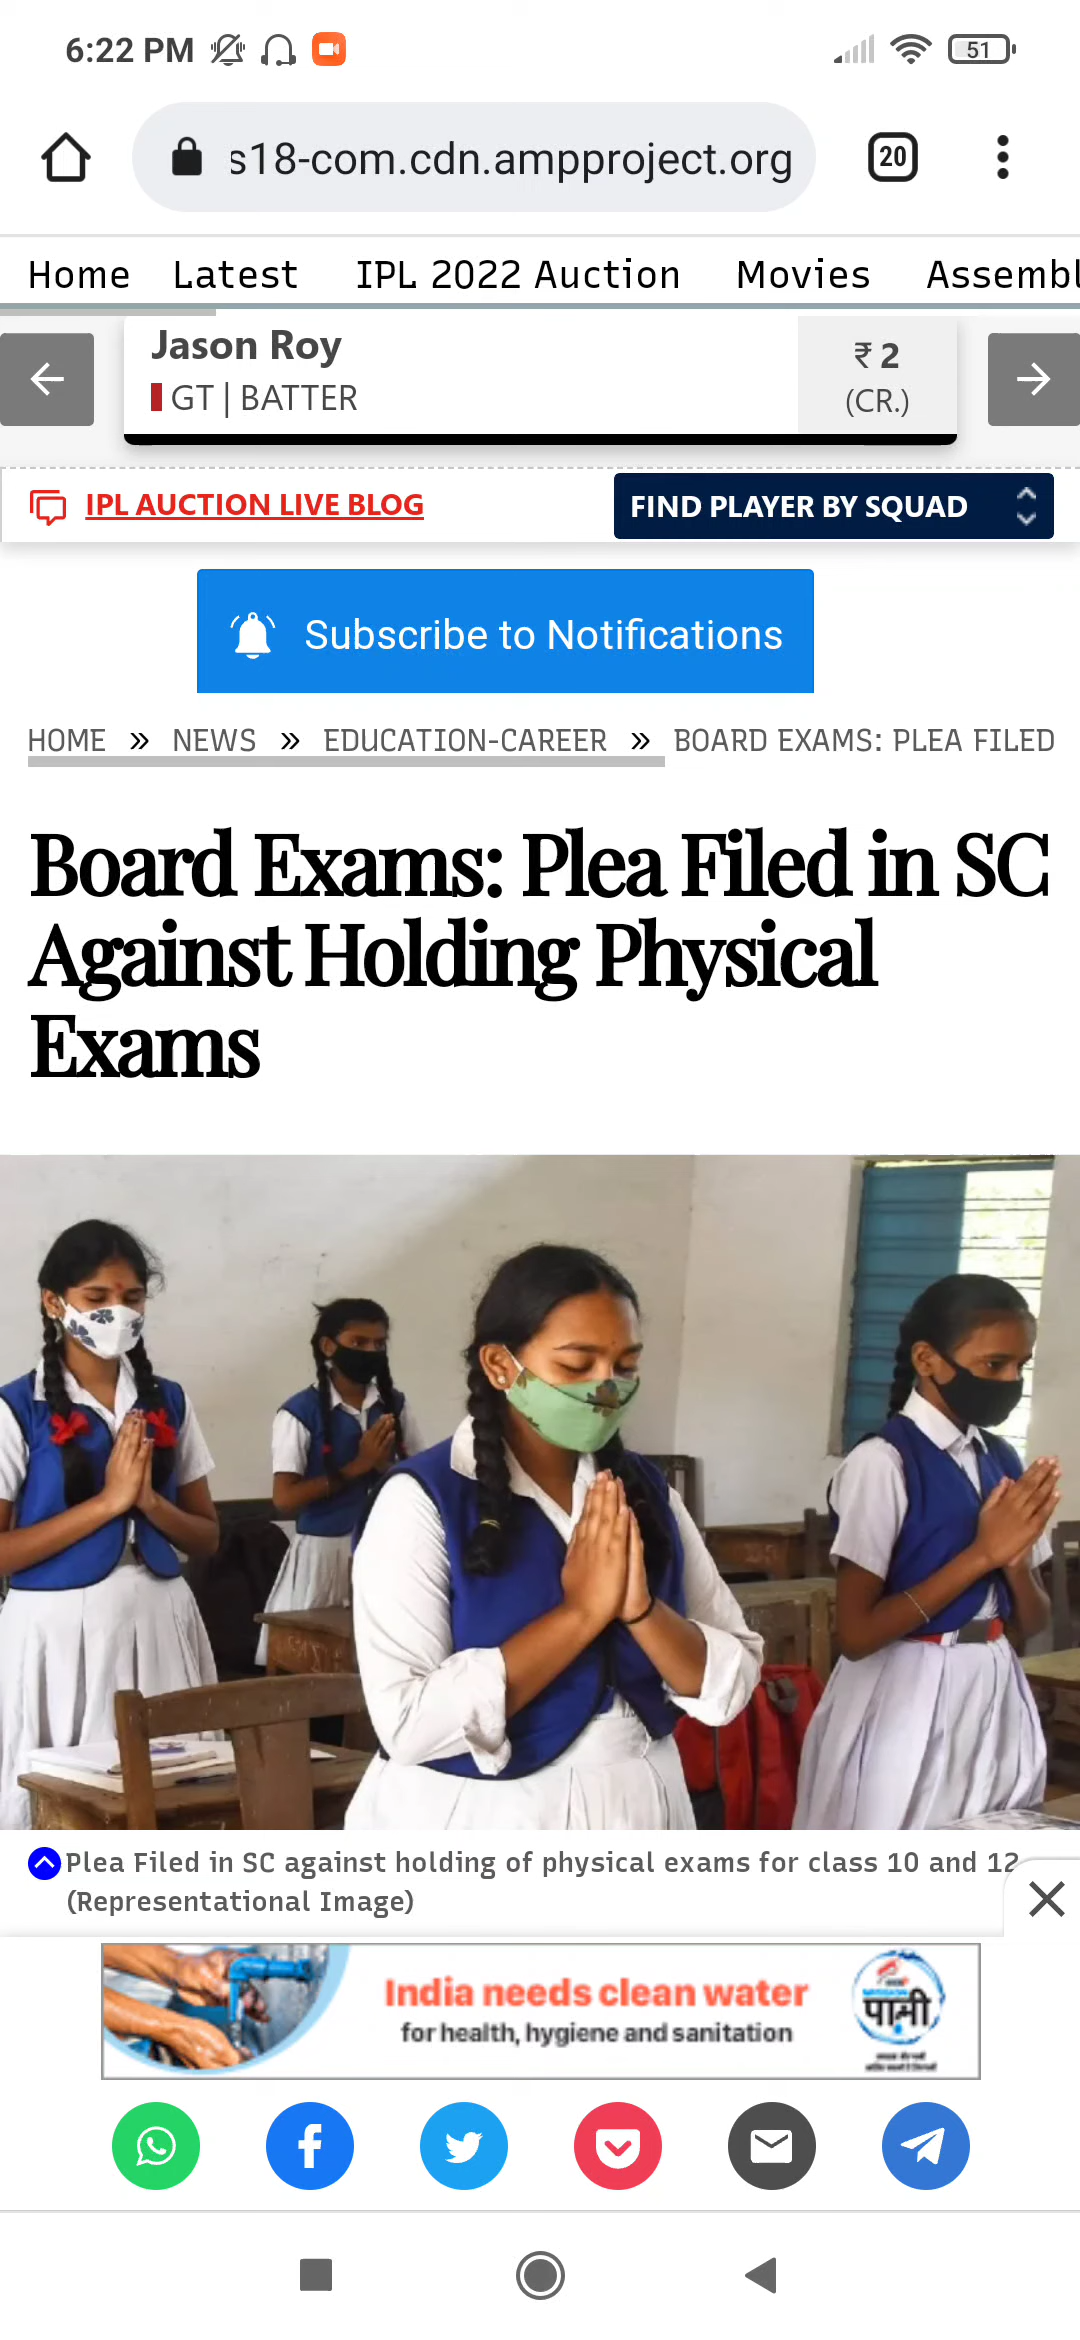 6:22 PM
51
s18-com.cdn.ampproject.org
20
Home Latest IPL 2022 Auction Movies Assembl
Jason Roy
GT | BATTER
₹ 2
(CR.)
IPL AUCTION LIVE BLOG
FIND PLAYER BY SQUAD
Subscribe to Notifications
HOME » NEWS » EDUCATION-CAREER » BOARD EXAMS: PLEA FILED
Board Exams: Plea Filed in SC
Against Holding Physical
Exams
Plea Filed in SC against holding of physical exams for class 10 and 12
(Representational Image)
India needs clean water
for health, hygiene and sanitation
पानी